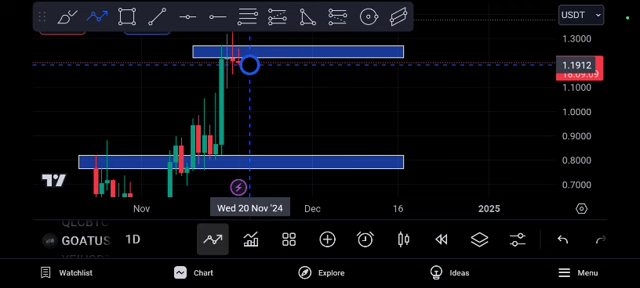 USDT
1.3000
1.1912
18:09:09
1.1000
1.0000
0.9000
0.8000
0.7000
Nov
Wed 20 Nov '24
Dec
16
2025
GOATUS
1D
Watchlist
Chart
Explore
Ideas
Menu